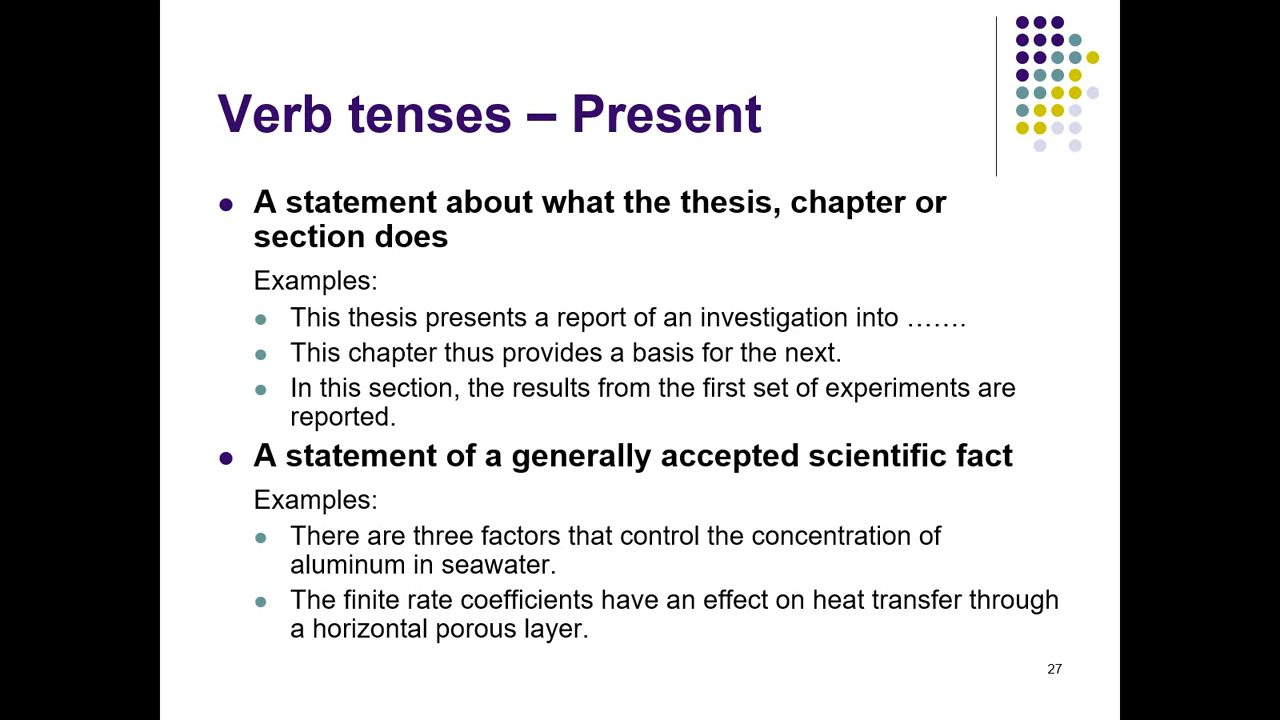 Verb tenses – Present
● A statement about what the thesis, chapter or
section does
Examples:
● This thesis presents a report of an investigation into …….
● This chapter thus provides a basis for the next.
● In this section, the results from the first set of experiments are
reported.
● A statement of a generally accepted scientific fact
Examples:
● There are three factors that control the concentration of
aluminum in seawater.
● The finite rate coefficients have an effect on heat transfer through
a horizontal porous layer.
27